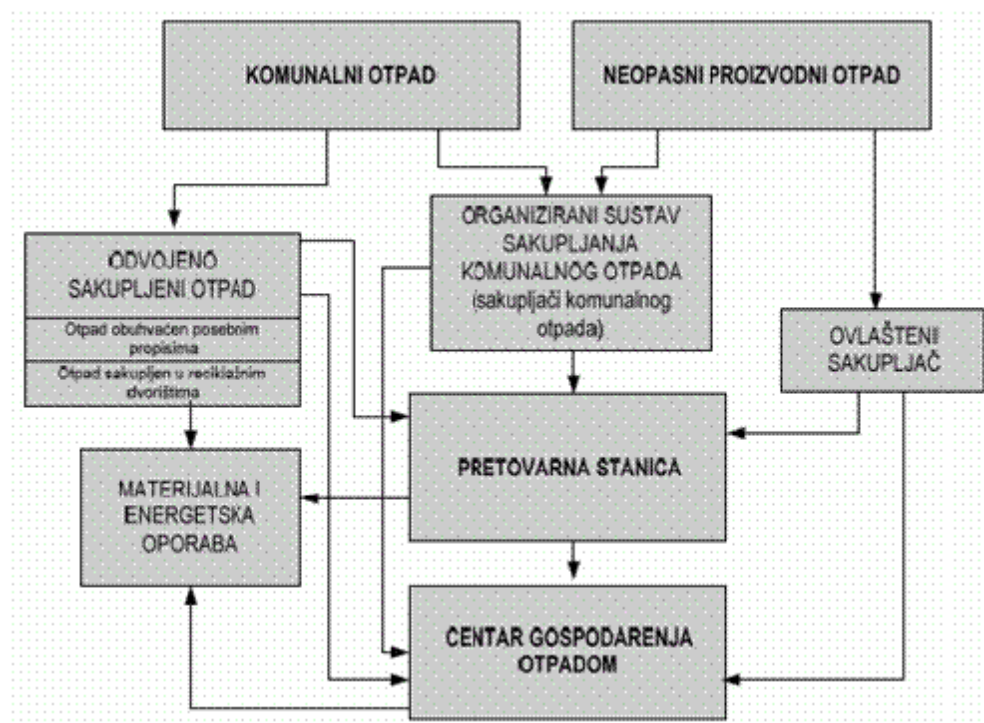 KOMUNALNI OTPAD
NEOPASNI PROIZVODNI OTPAD
ODVOJENO
SAKUPLJENI OTPAD
Otpad obuhvaćen posebnim
propisima
Otpad sakupljen u reciklažnim
dvorištima
ORGANIZIRANI SUSTAV
SAKUPLJANJA
KOMUNALNOG OTPADA
(sakupljači komunalnog
otpada)
OVLAŠTENI
SAKUPLJAČ
PRETOVARNA STANICA
MATERIJALNA I
ENERGETSKA
OPORABA
CENTAR GOSPODARENJA
OTPADOM